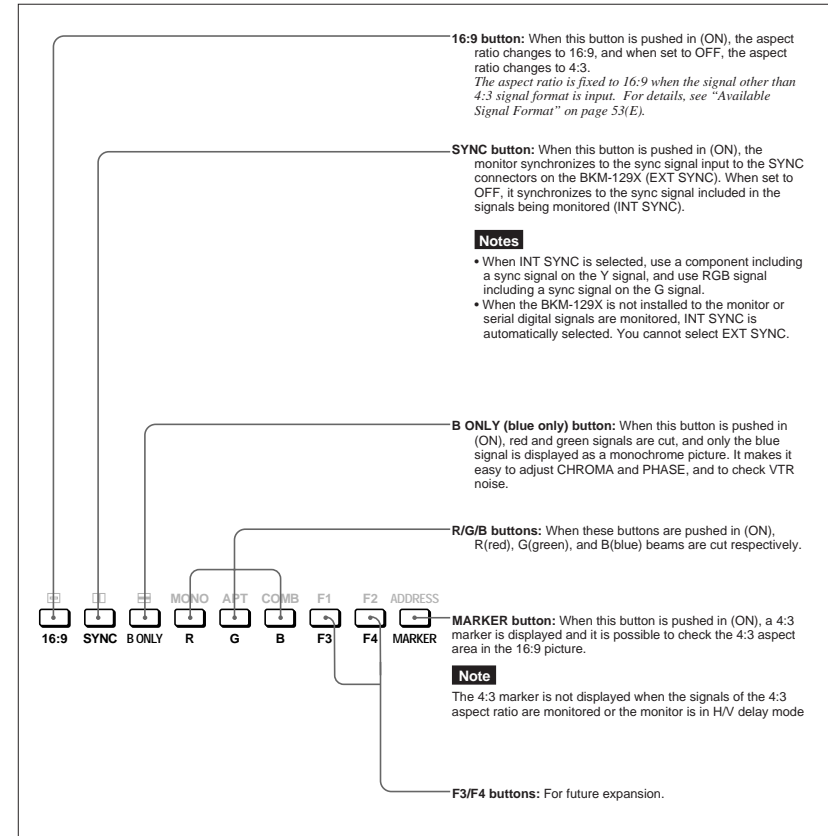 16:9 button: When this button is pushed in (ON), the aspect
ratio changes to 16:9, and when set to OFF, the aspect
ratio changes to 4:3.
The aspect ratio is fixed to 16:9 when the signal other than
4:3 signal format is input. For details, see “Available
Signal Format” on page 53(E).
SYNC button: When this button is pushed in (ON), the
monitor synchronizes to the sync signal input to the SYNC
connectors on the BKM-129X (EXT SYNC). When set to
OFF, it synchronizes to the sync signal included in the
signals being monitored (INT SYNC).
Notes
• When INT SYNC is selected, use a component including
a sync signal on the Y signal, and use RGB signal
including a sync signal on the G signal.
• When the BKM-129X is not installed to the monitor or
serial digital signals are monitored, INT SYNC is
automatically selected. You cannot select EXT SYNC.
B ONLY (blue only) button: When this button is pushed in
(ON), red and green signals are cut, and only the blue
signal is displayed as a monochrome picture. It makes it
easy to adjust CHROMA and PHASE, and to check VTR
noise.
R/G/B buttons: When these buttons are pushed in (ON),
R(red), G(green), and B(blue) beams are cut respectively.
MONO APT COMB F1 F2 ADDRESS
16:9 SYNC B ONLY R G B F3 F4 MARKER
MARKER button: When this button is pushed in (ON), a 4:3
marker is displayed and it is possible to check the 4:3 aspect
area in the 16:9 picture.
Note
The 4:3 marker is not displayed when the signals of the 4:3
aspect ratio are monitored or the monitor is in H/V delay mode
F3/F4 buttons: For future expansion.